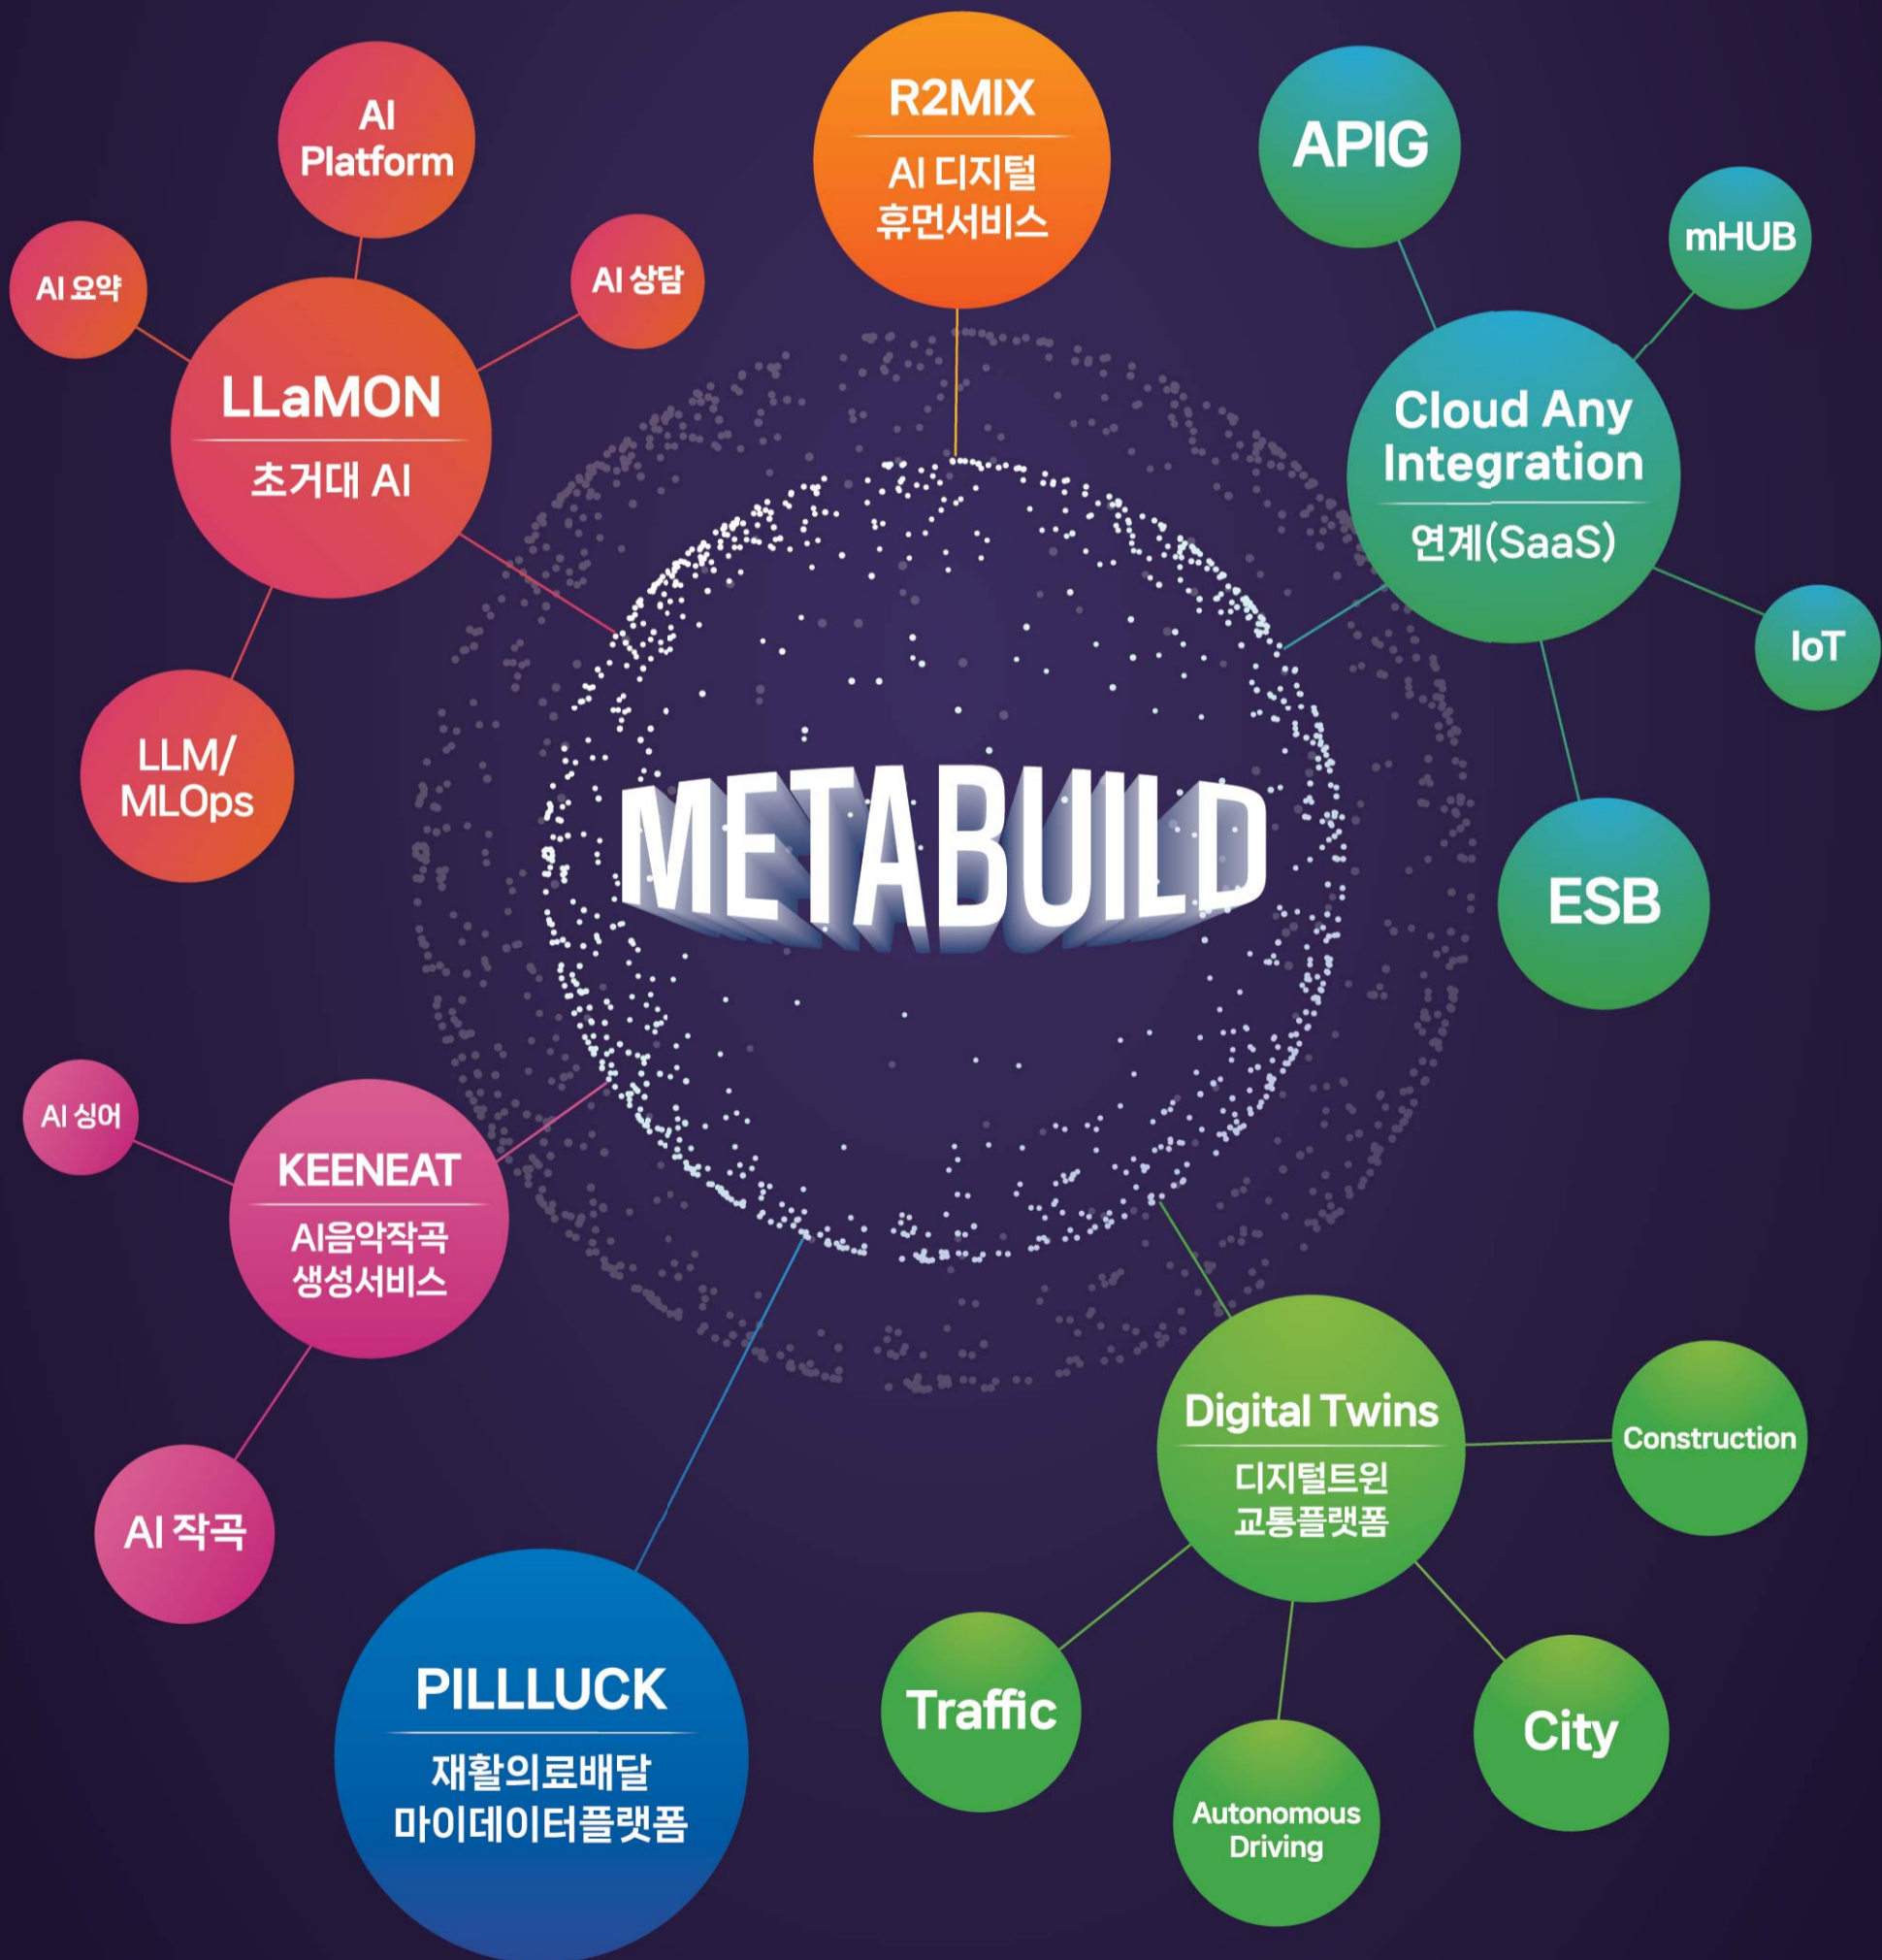 R2MIX
AI 디지털
휴먼서비스
AI
Platform
AI 요약
AI 상담
LLaMON
초거대 AI
LLM/
MLOps
APIG
mHUB
Cloud Any
Integration
연계(SaaS)
IoT
ESB
METABUILD
AI 싱어
KEENEAT
AI음악작곡
생성서비스
AI 작곡
PILLLUCK
재활의료배달
마이데이터플랫폼
Digital Twins
디지털트윈
교통플랫폼
Construction
Traffic
Autonomous
Driving
City